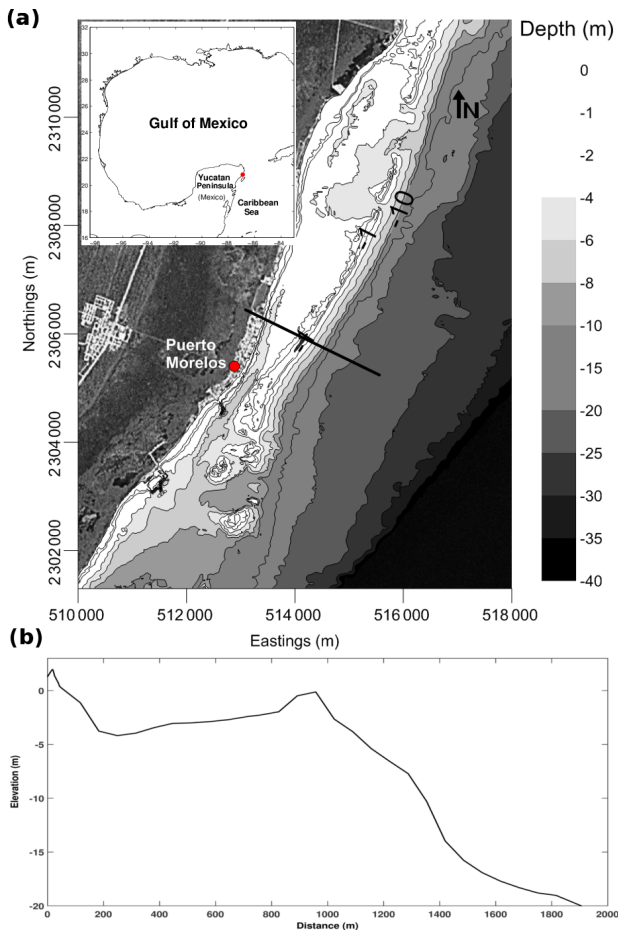 (a)
Depth (m)
0
-1
-2
-4
-6
-8
-10
-20
-25
-30
-35
-40
N
-10
-1
32
30
28
26
24
22
20
18
16
-98 -96 -94 -92 -90 -88 -86 -84
Gulf of Mexico
Yucatan
Peninsula
(Mexico)
Caribbean
Sea
Puerto
Morelos
Northings (m)
2310000
2308000
2306000
2304000
2302000
510000 512000 514000 516000 518000
Eastings (m)
(b)
Elevation (m)
0
-5
-10
-15
-20
0 200 400 600 800 1000 1200 1400 1600 1800 2000
Distance (m)